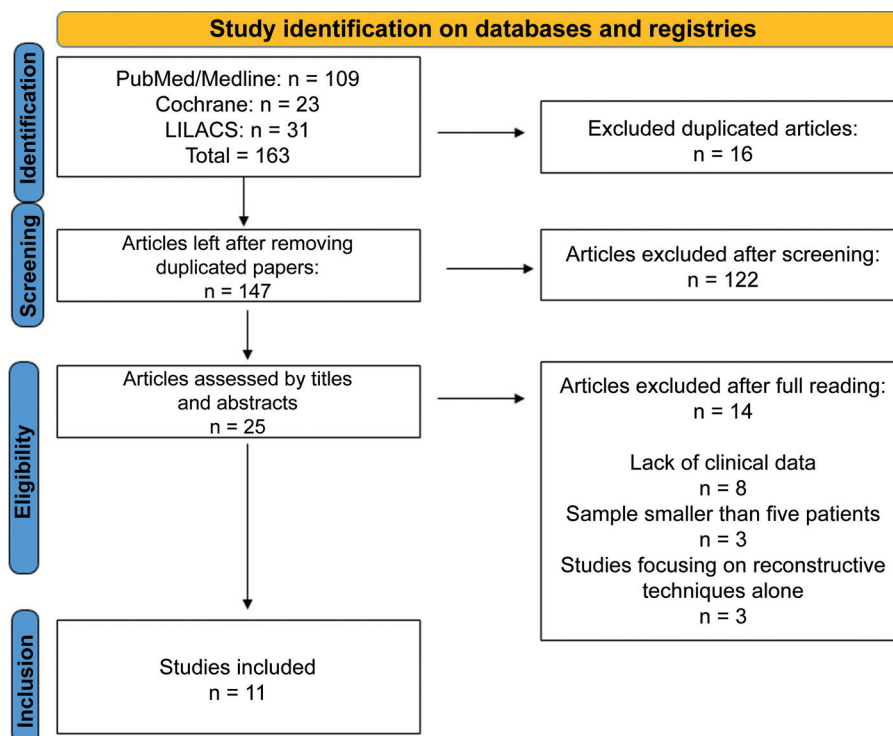 Study identification on databases and registries
Identification
PubMed/Medline: n = 109
Cochrane: n = 23
LILACS: n = 31
Total = 163
Excluded duplicated articles:
n = 16
Screening
Articles left after removing
duplicated papers:
n = 147
Articles excluded after screening:
n = 122
Eligibility
Articles assessed by titles
and abstracts
n = 25
Articles excluded after full reading:
n = 14
Lack of clinical data
n = 8
Sample smaller than five patients
n = 3
Studies focusing on reconstructive
techniques alone
n = 3
Inclusion
Studies included
n = 11